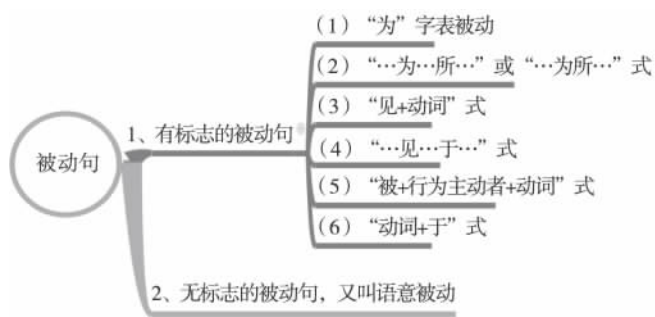 被动句
1、有标志的被动句
（1）“为”字表被动
（2）“…为…所…”或“…为所…”式
（3）“见+动词”式
（4）“…见…于…”式
（5）“被+行为主动者+动词”式
（6）“动词+于”式
2、无标志的被动句，又叫语意被动